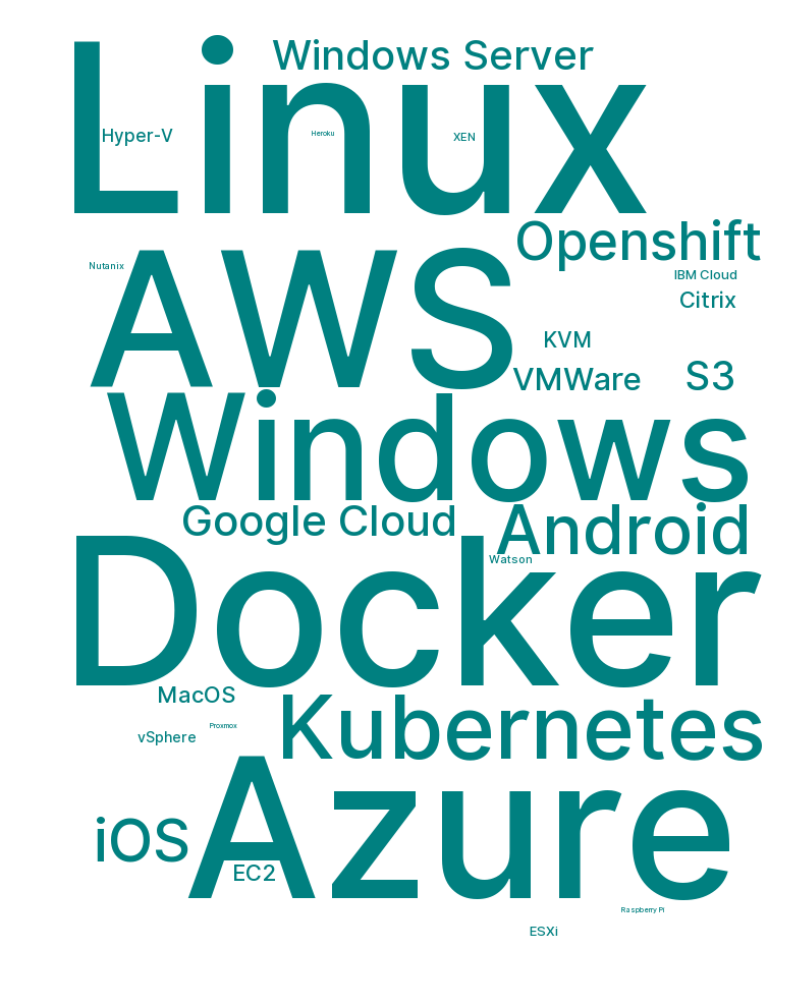 Windows Server
Linux
Hyper-V
Heroku
XEN
Openshift
Nutanix
AWS
IBM Cloud
Citrix
KVM
VMWare
S3
Windows
Google Cloud
Android
Watson
Docker
MacOS
Proxmox
vSphere
Kubernetes
iOS
Azure
EC2
Raspberry Pi
ESXi